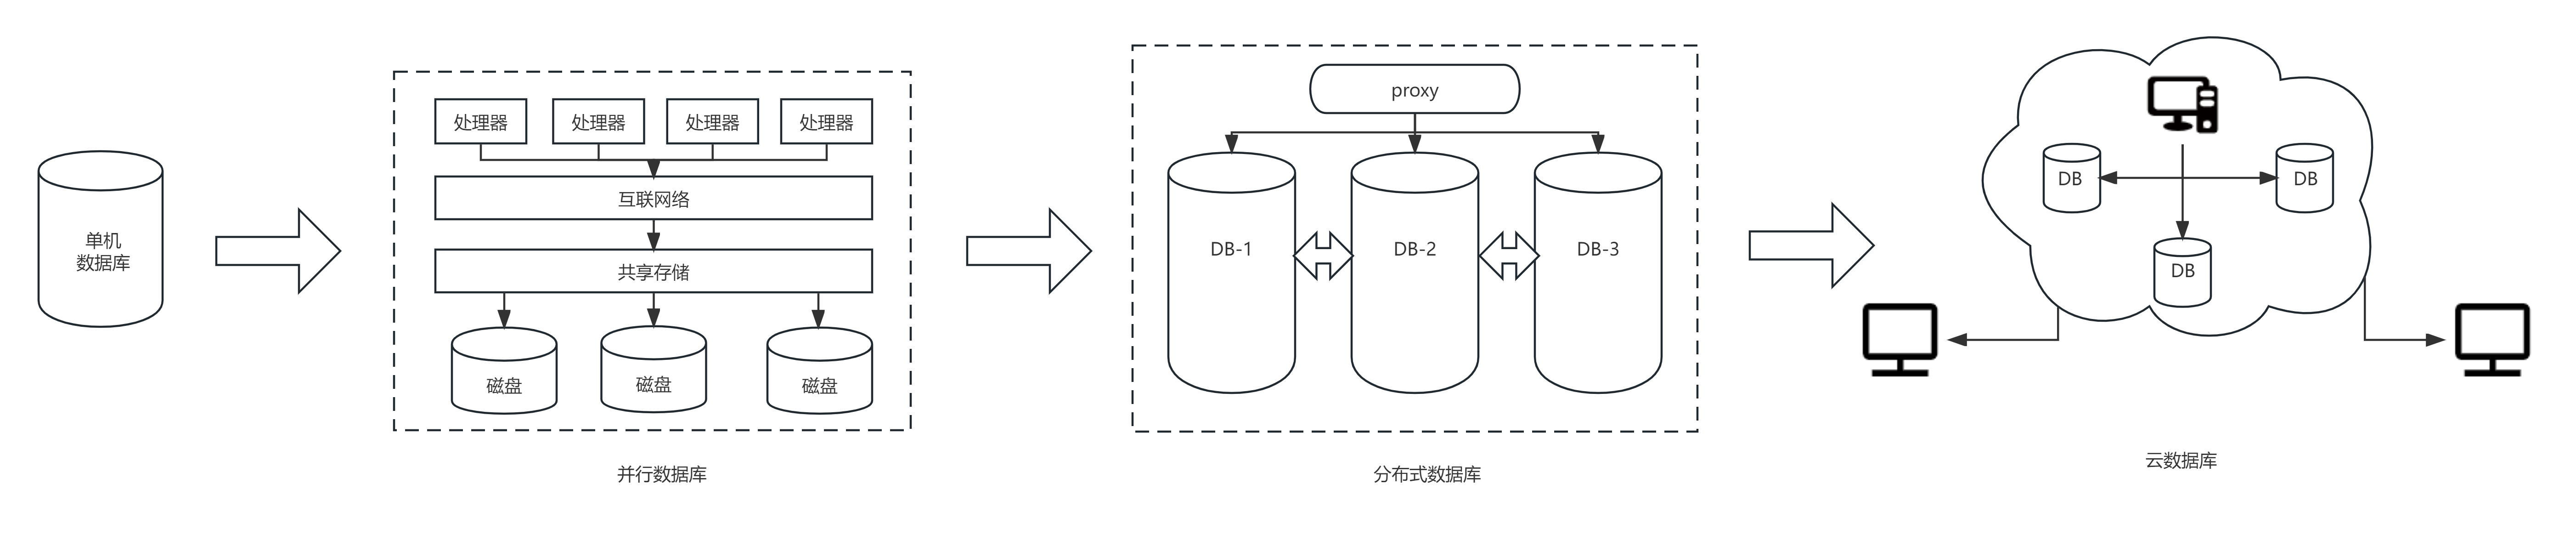 单机
数据库
处理器
处理器
处理器
处理器
互联网络
共享存储
磁盘
磁盘
磁盘
并行数据库
proxy
DB-1
DB-2
DB-3
分布式数据库
DB
DB
DB
云数据库